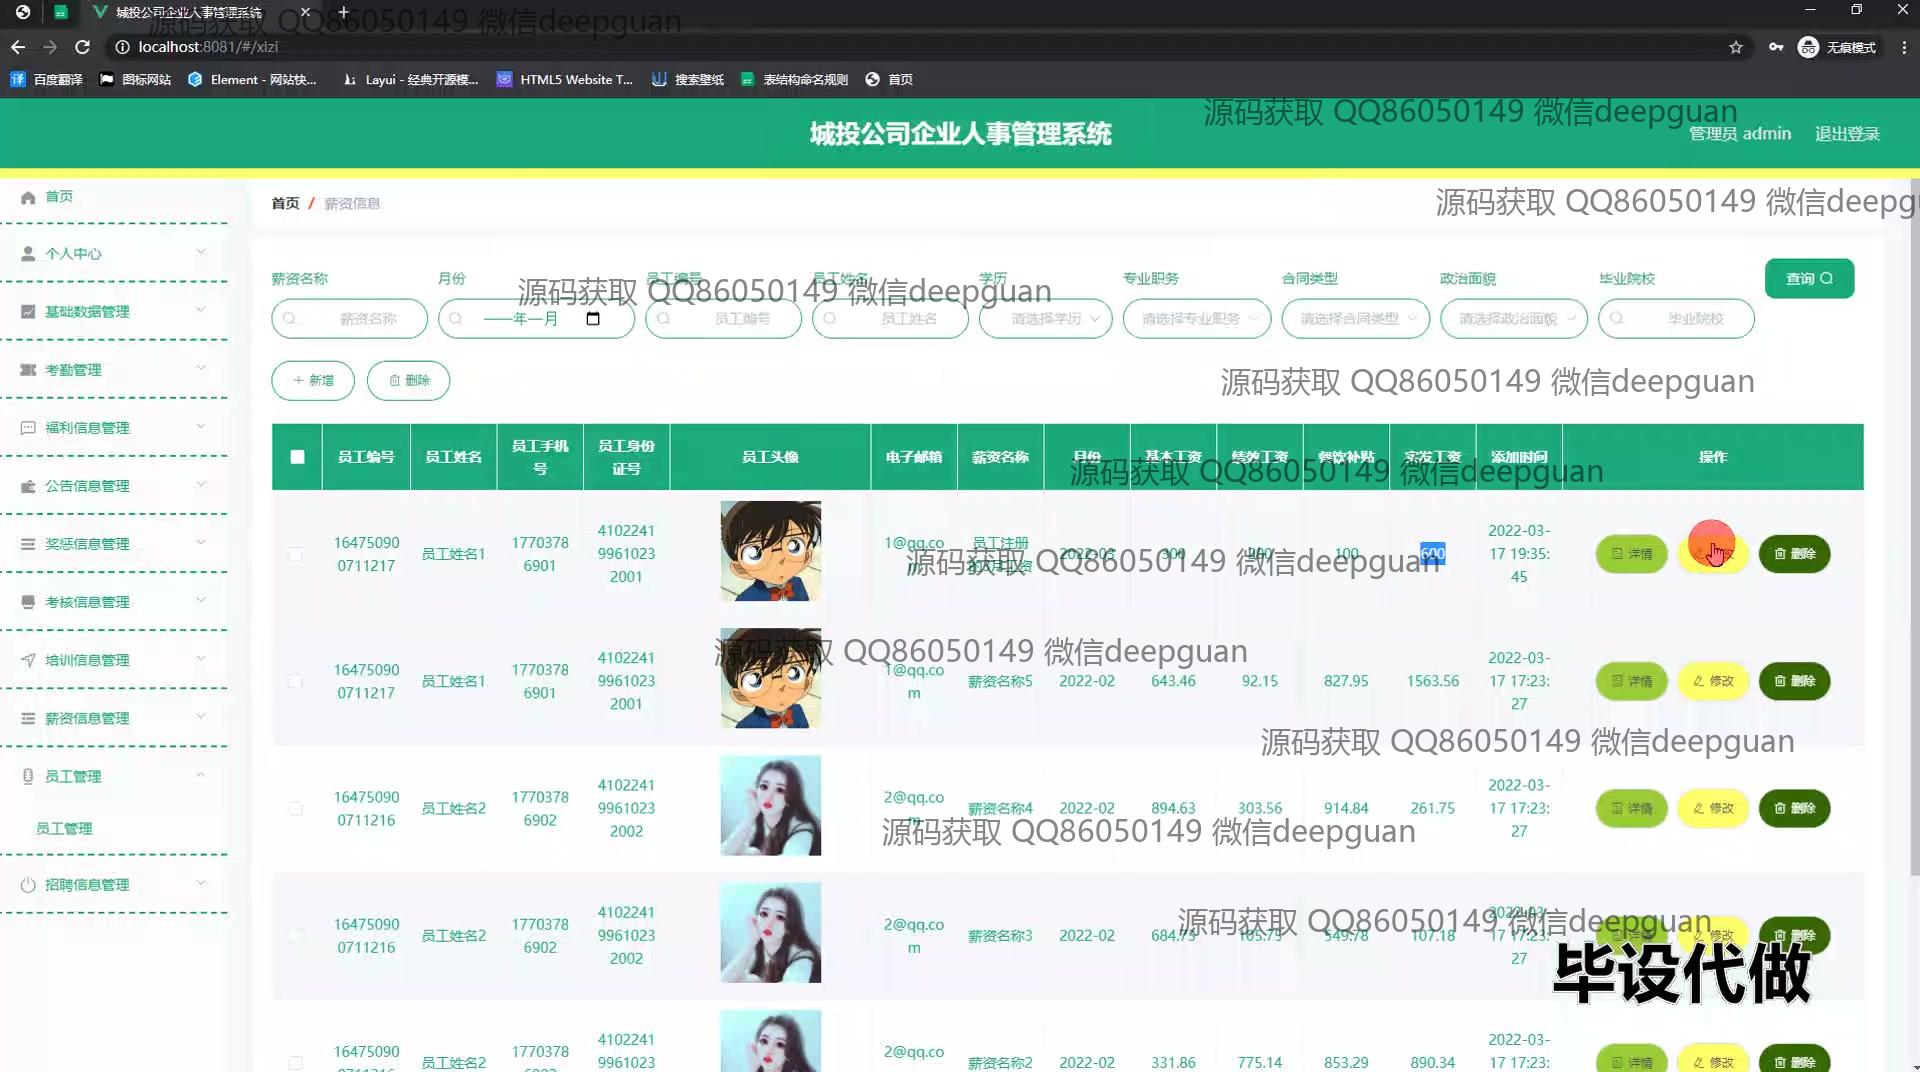 城投公司企业人事管理系统
源码获取 QQ86050149 微信deepguan
localhost:8081/#/xizi
无痕模式
百度翻译
图标网站
Element - 网站快...
Layui - 经典开源模...
HTML5 Website T...
搜索壁纸
表结构命名规则
首页
源码获取 QQ86050149 微信deepguan
城投公司企业人事管理系统
管理员 admin
退出登录
首页
个人中心
基础数据管理
考勤管理
福利信息管理
公告信息管理
奖惩信息管理
考核信息管理
培训信息管理
薪资信息管理
员工管理
员工管理
招聘信息管理
首页 / 薪资信息
源码获取 QQ86050149 微信deepgu
薪资名称 月份 员工编号 员工姓名 学历 专业职务 合同类型 政治面貌 毕业院校
查询
源码获取 QQ86050149 微信deepguan
薪资名称 ——年—月 员工编号 员工姓名 请选择学历 请选择专业职务 请选择合同类型 请选择政治面貌 毕业院校
新增 删除
源码获取 QQ86050149 微信deepguan
员工编号 员工姓名 员工手机号 员工身份证号 员工头像 电子邮箱 薪资名称 月份 基本工资 绩效工资 餐饮补贴 实发工资 添加时间 操作
源码获取 QQ86050149 微信deepguan
164750900711217 员工姓名1 17703786901 410224199610232001 1@qq.co 员工注册 2022-03 300 100 600 2022-03-17 19:35:45 详情 删除
源码获取 QQ86050149 微信deepguan
164750900711217 员工姓名1 17703786901 410224199610232001 1@qq.com 薪资名称5 2022-02 643.46 92.15 827.95 1563.56 2022-03-17 17:23:27 详情 修改 删除
源码获取 QQ86050149 微信deepguan
源码获取 QQ86050149 微信deepguan
164750900711216 员工姓名2 17703786902 410224199610232002 2@qq.com 薪资名称4 2022-02 894.63 303.56 914.84 261.75 2022-03-17 17:23:27 详情 修改 删除
源码获取 QQ86050149 微信deepguan
164750900711216 员工姓名2 17703786902 410224199610232002 2@qq.com 薪资名称3 2022-02 684.73 105.75 549.78 107.18 2022-03-17 17:23:27 详情 修改 删除
源码获取 QQ86050149 微信deepguan
毕设代做
16475090 员工姓名2 1770378 4102241 9961023 2@qq.co 薪资名称2 2022-02 331.86 775.14 853.29 890.34 2022-03-17 17:23: 详情 修改 删除